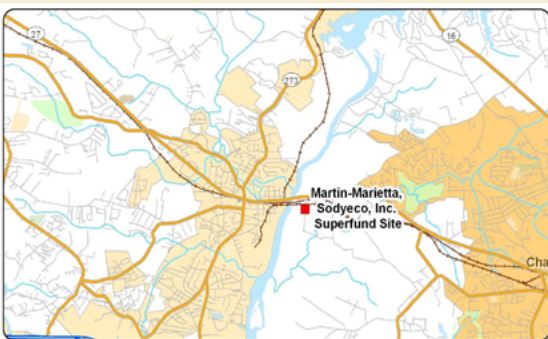 27
16
273
Martin-Marietta,
Sodyeco, Inc.
Superfund Site
Cha